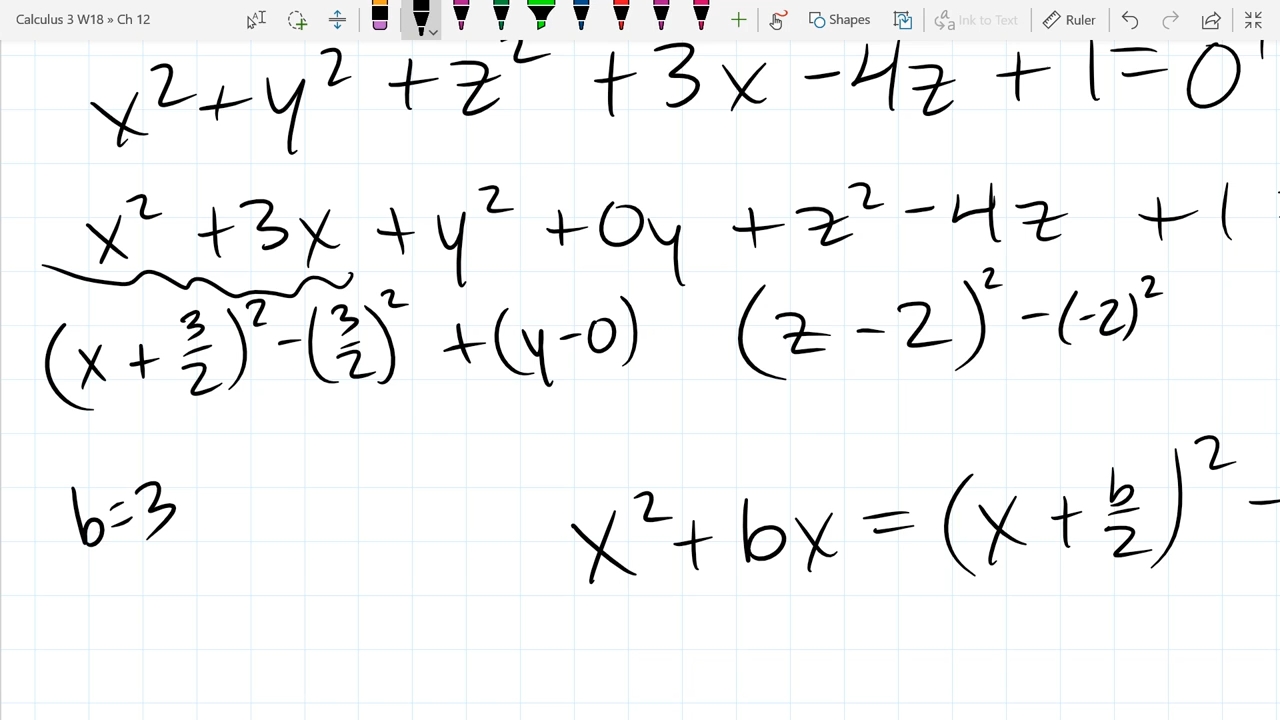 Calculus 3 W18 » Ch 12
Shapes
Ink to Text
Ruler
x² + y² + z² + 3x - 4z + 1 = 0
x² + 3x + y² + 0y + z² - 4z + 1
(x + 3/2)² - (3/2)² + (y - 0) (z - 2)² - (-2)²
b = 3
x² + bx = (x + b/2)² -